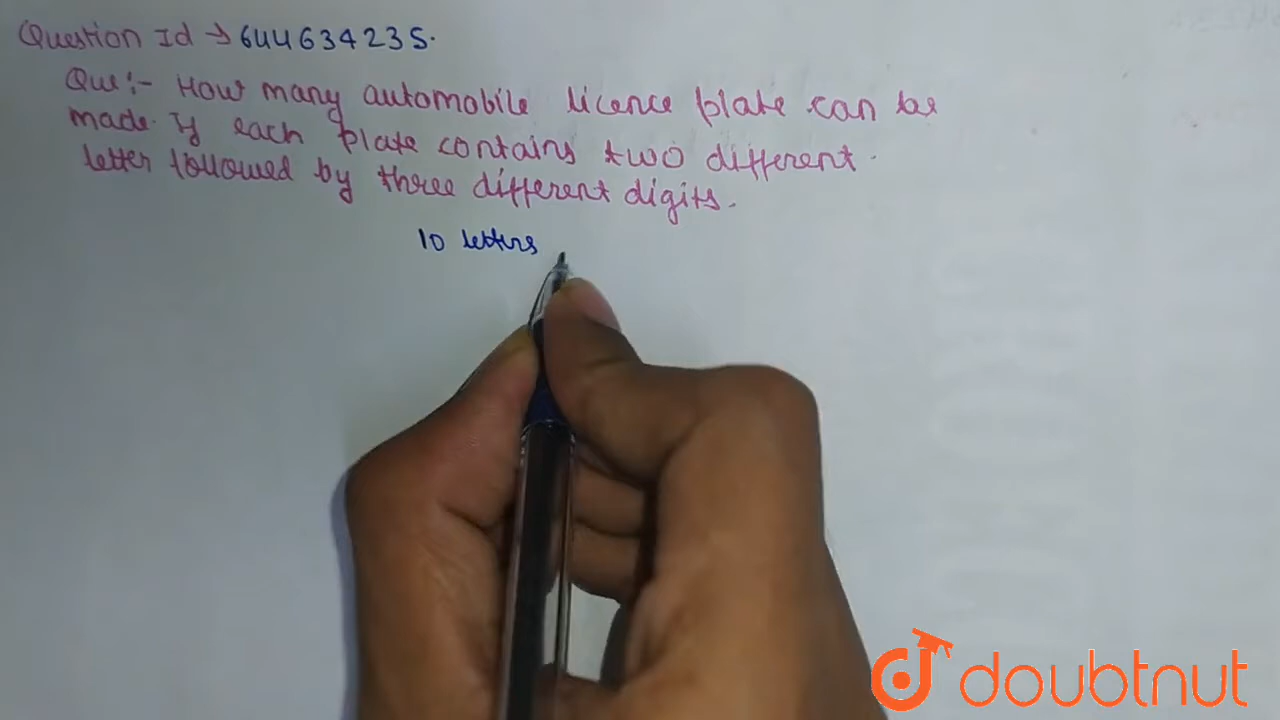 Question Id → 644634235.
Que:- How many automobile licence plate can be
made. If each plate contains two different.
letter followed by three different digits.
10 letters
doubtnut